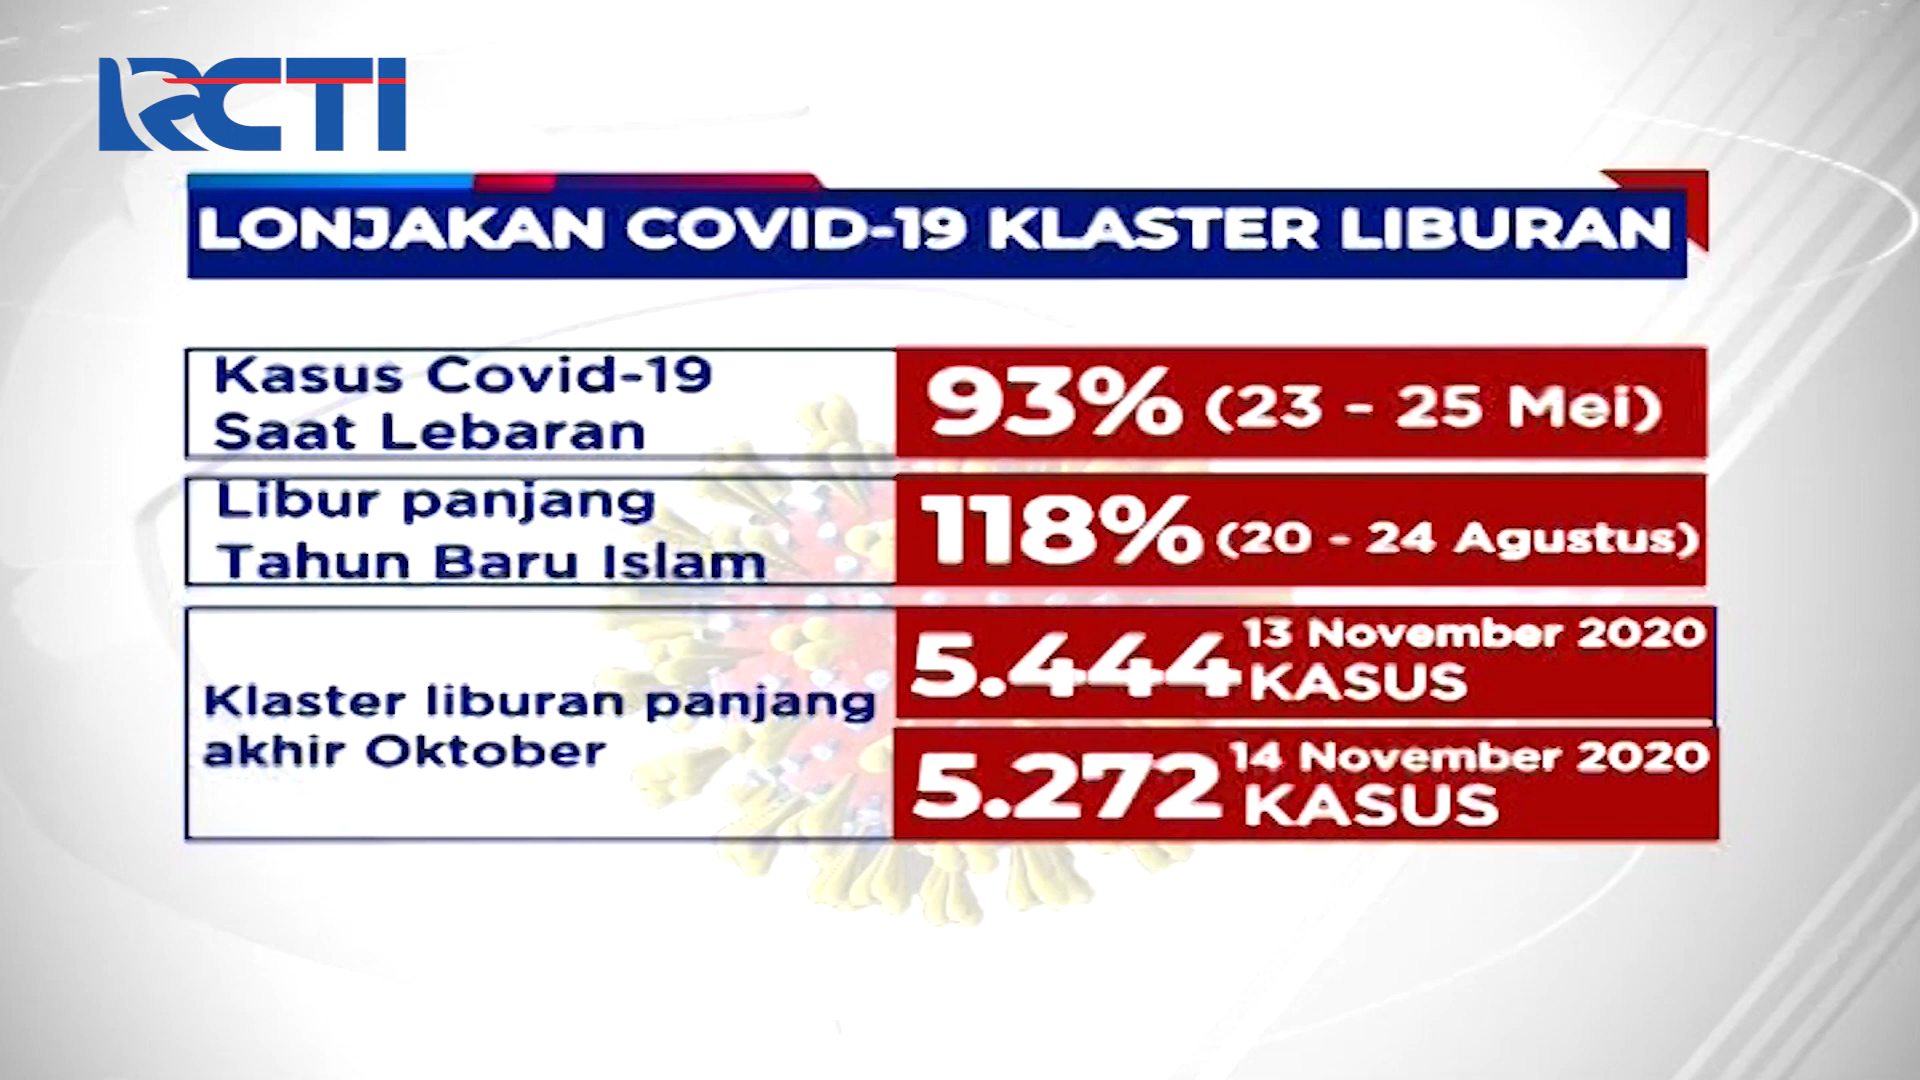 RCTI
LONJAKAN COVID-19 KLASTER LIBURAN
Kasus Covid-19
Saat Lebaran
93% (23 - 25 Mei)
Libur panjang
Tahun Baru Islam
118% (20 - 24 Agustus)
Klaster liburan panjang
akhir Oktober
5.444 13 November 2020
KASUS
5.272 14 November 2020
KASUS